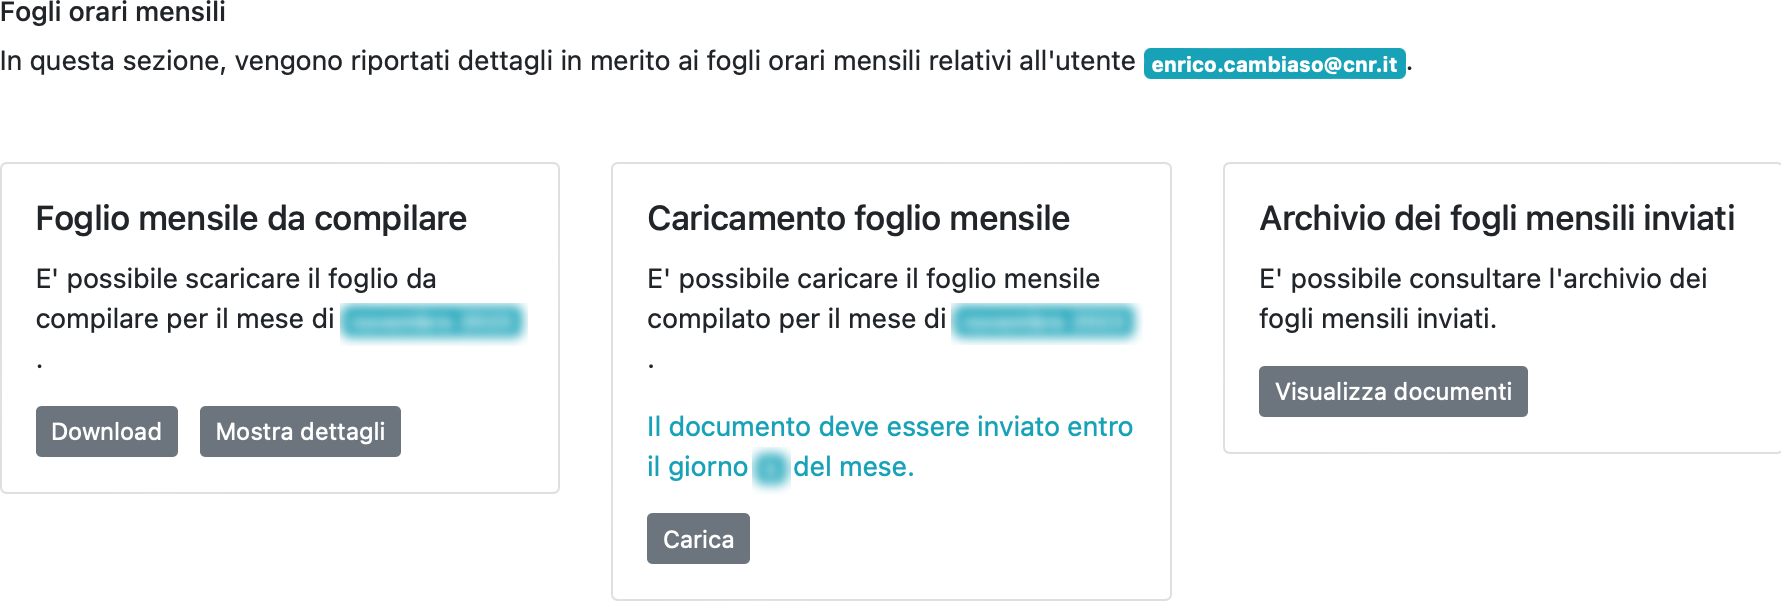 Fogli orari mensili
In questa sezione, vengono riportati dettagli in merito ai fogli orari mensili relativi all'utente enrico.cambiaso@cnr.it.
Foglio mensile da compilare
E' possibile scaricare il foglio da
compilare per il mese di
.
Download
Mostra dettagli
Caricamento foglio mensile
E' possibile caricare il foglio mensile
compilato per il mese di
.
Il documento deve essere inviato entro
il giorno del mese.
Carica
Archivio dei fogli mensili inviati
E' possibile consultare l'archivio dei
fogli mensili inviati.
Visualizza documenti